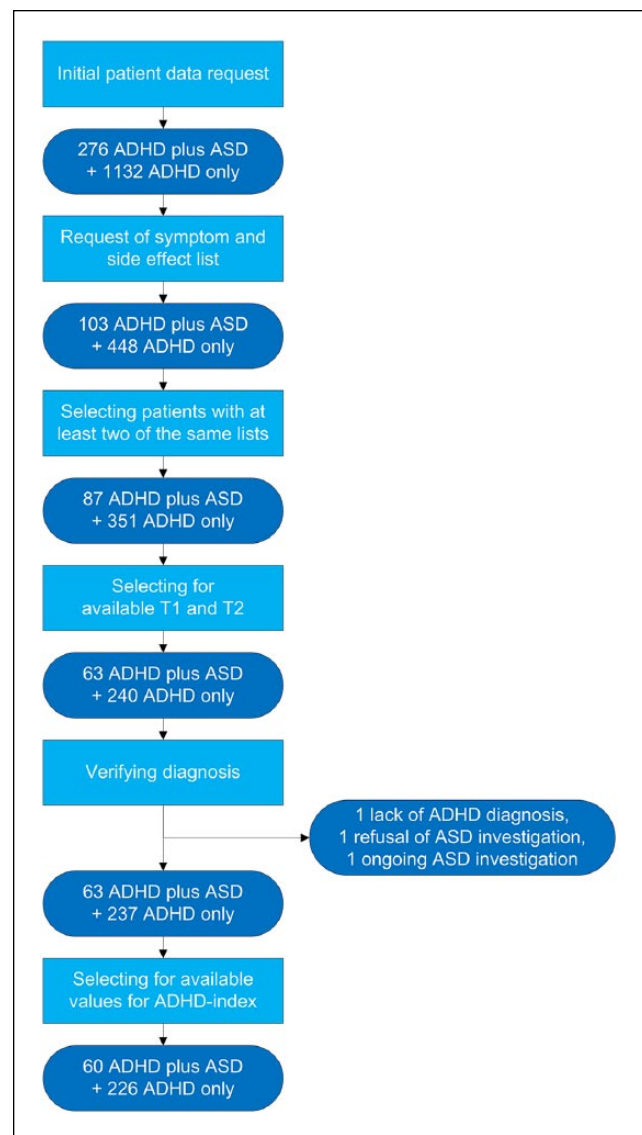 Initial patient data request
276 ADHD plus ASD
+ 1132 ADHD only
Request of symptom and
side effect list
103 ADHD plus ASD
+ 448 ADHD only
Selecting patients with at
least two of the same lists
87 ADHD plus ASD
+ 351 ADHD only
Selecting for
available T1 and T2
63 ADHD plus ASD
+ 240 ADHD only
Verifying diagnosis
1 lack of ADHD diagnosis,
1 refusal of ASD investigation,
1 ongoing ASD investigation
63 ADHD plus ASD
+ 237 ADHD only
Selecting for available
values for ADHD-index
60 ADHD plus ASD
+ 226 ADHD only